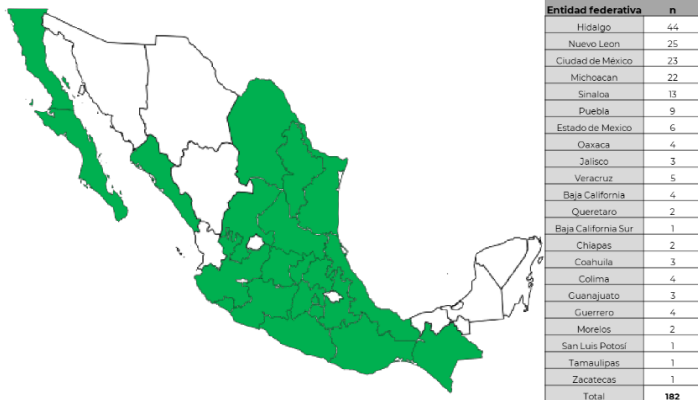 Entidad federativa n
Hidalgo 44
Nuevo Leon 25
Ciudad de México 23
Michoacan 22
Sinaloa 13
Puebla 9
Estado de Mexico 6
Oaxaca 4
Jalisco 3
Veracruz 5
Baja California 4
Queretaro 2
Baja California Sur 1
Chiapas 2
Coahuila 3
Colima 4
Guanajuato 3
Guerrero 4
Morelos 2
San Luis Potosí 1
Tamaulipas 1
Zacatecas 1
Total 182